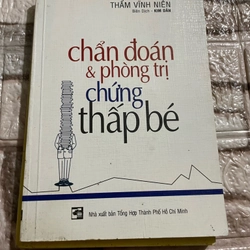 THẨM VĨNH NIÊN
Biên Dịch - KIM DÂN
chẩn đoán
& phòng trị
chứng
thấp bé
Nhà xuất bản Tổng Hợp Thành Phố Hồ Chí Minh